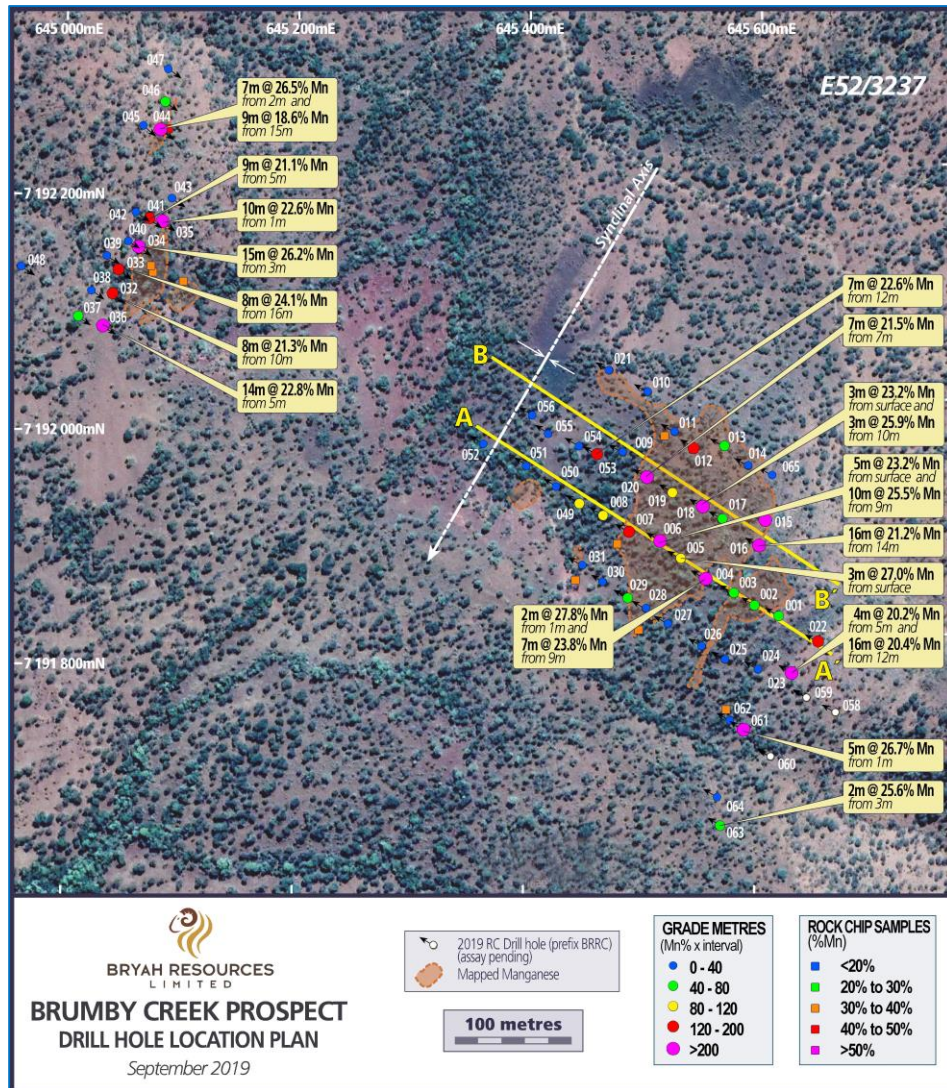 645 000mE
645 200mE
645 400mE
645 600mE
E52/3237
7 192 200mN
7 192 000mN
7 191 800mN
047
046
045
044
7m @ 26.5% Mn
from 2m and
9m @ 18.6% Mn
from 15m
9m @ 21.1% Mn
from 5m
10m @ 22.6% Mn
from 1m
15m @ 26.2% Mn
from 3m
8m @ 24.1% Mn
from 16m
8m @ 21.3% Mn
from 10m
14m @ 22.8% Mn
from 5m
043
042
041
040
035
034
039
033
048
038
032
037
036
Synclinal Axis
B
A
7m @ 22.6% Mn
from 12m
7m @ 21.5% Mn
from 7m
3m @ 23.2% Mn
from surface and
3m @ 25.9% Mn
from 10m
5m @ 23.2% Mn
from surface and
10m @ 25.5% Mn
from 9m
16m @ 21.2% Mn
from 14m
3m @ 27.0% Mn
from surface
4m @ 20.2% Mn
from 5m and
16m @ 20.4% Mn
from 12m
5m @ 26.7% Mn
from 1m
2m @ 25.6% Mn
from 3m
2m @ 27.8% Mn
from 1m and
7m @ 23.8% Mn
from 9m
021
010
056
055
011
054
009
013
052
051
053
012
014
065
050
020
019
018
017
049
008
007
006
015
016
005
031
030
004
003
029
028
002
001
027
B´
022
026
025
024
A´
023
059
058
062
061
060
064
063
BRYAH RESOURCES
LIMITED
BRUMBY CREEK PROSPECT
DRILL HOLE LOCATION PLAN
September 2019
2019 RC Drill hole (prefix BRRC)
(assay pending)
Mapped Manganese
100 metres
GRADE METRES
(Mn% x interval)
0 - 40
40 - 80
80 - 120
120 - 200
>200
ROCK CHIP SAMPLES
(%Mn)
<20%
20% to 30%
30% to 40%
40% to 50%
>50%